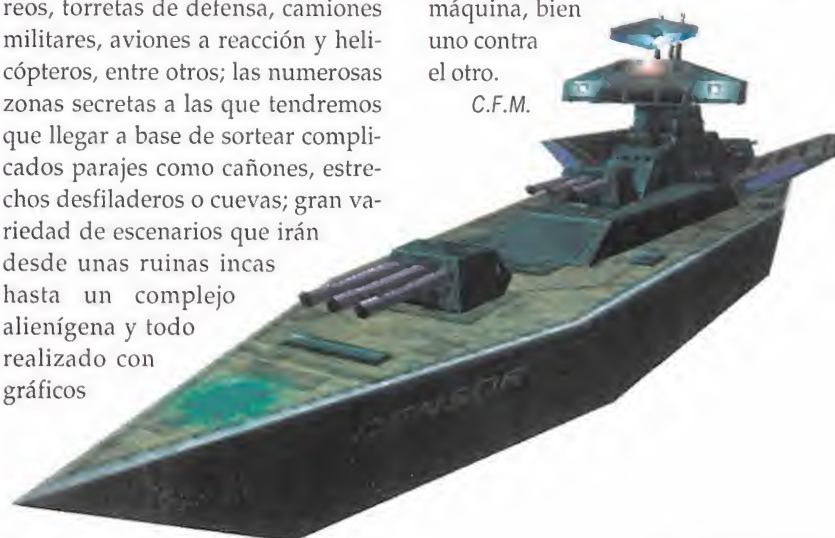 reos, torretas de defensa, camiones
militares, aviones a reacción y heli-
cópteros, entre otros; las numerosas
zonas secretas a las que tendremos
que llegar a base de sortear compli-
cados parajes como cañones, estre-
chos desfiladeros o cuevas; gran va-
riedad de escenarios que irán
desde unas ruinas incas
hasta un complejo
alienígena y todo
realizado con
gráficos
máquina, bien
uno contra
el otro.
C.F.M.